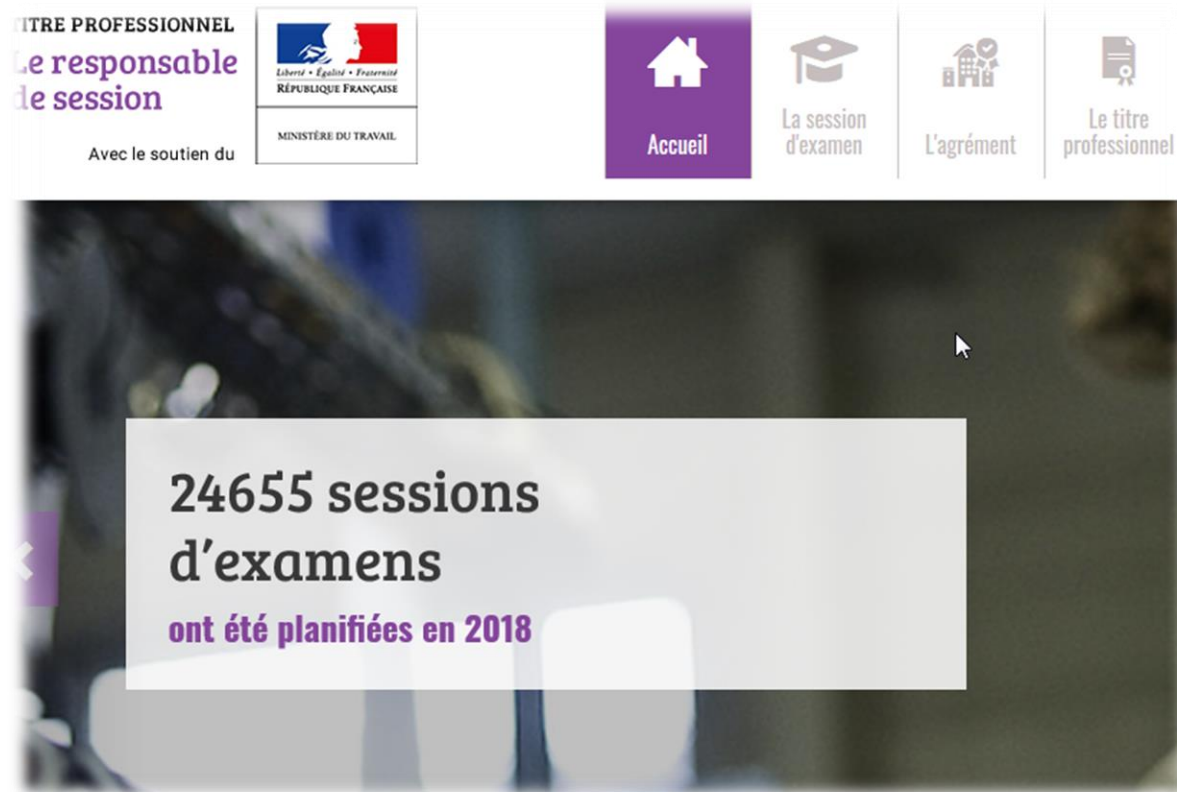 TITRE PROFESSIONNEL
Le responsable
de session
Avec le soutien du
Liberté • Égalité • Fraternité
RÉPUBLIQUE FRANÇAISE
MINISTÈRE DU TRAVAIL
Accueil
La session
d'examen
L'agrément
Le titre
professionnel
24655 sessions
d’examens
ont été planifiées en 2018